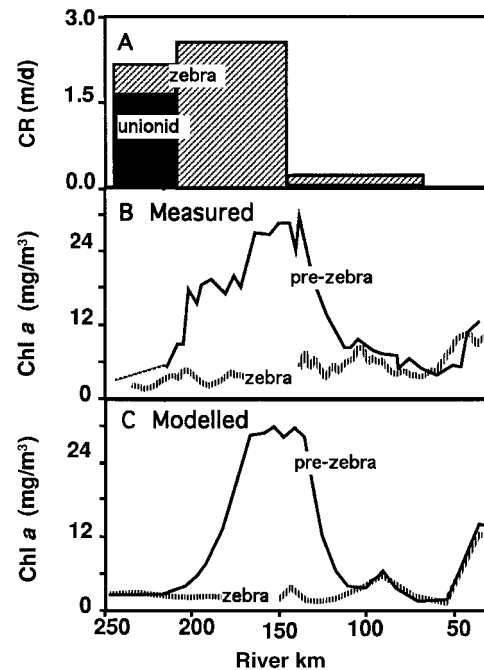 3.0
A
zebra
CR (m/d)
1.5
unionid
0.0
B Measured
24
pre-zebra
Chl a (mg/m³)
12
zebra
0
C Modelled
24
pre-zebra
Chl a (mg/m³)
12
zebra
0
250 200 150 100 50
River km